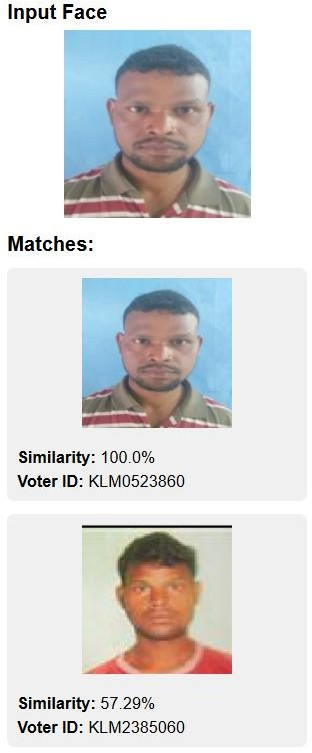 Input Face
Matches:
Similarity: 100.0%
Voter ID: KLM0523860
Similarity: 57.29%
Voter ID: KLM2385060